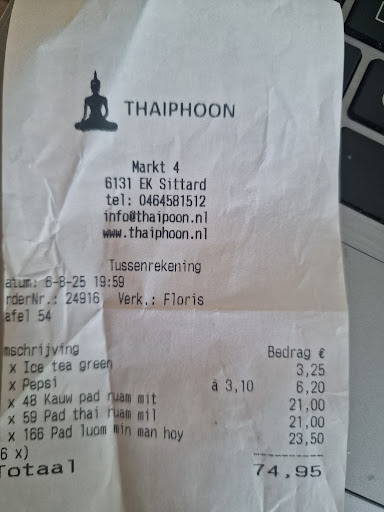 THAIPHOON
Markt 4
6131 EK Sittard
tel: 0464581512
info@thaipoon.nl
www.thaiphoon.nl
Tussenrekening
atum: 6-8-25 19:59
rderNr.: 24916 Verk.: Floris
afel 54
mschrijving Bedrag €
x Ice tea green 3,25
x Pepsi à 3,10 6,20
x 48 Kauw pad ruam mit 21,00
x 59 Pad thai ruam mil 21,00
x 166 Pad luom min man hoy 23,50
6 x)
Totaal 74,95